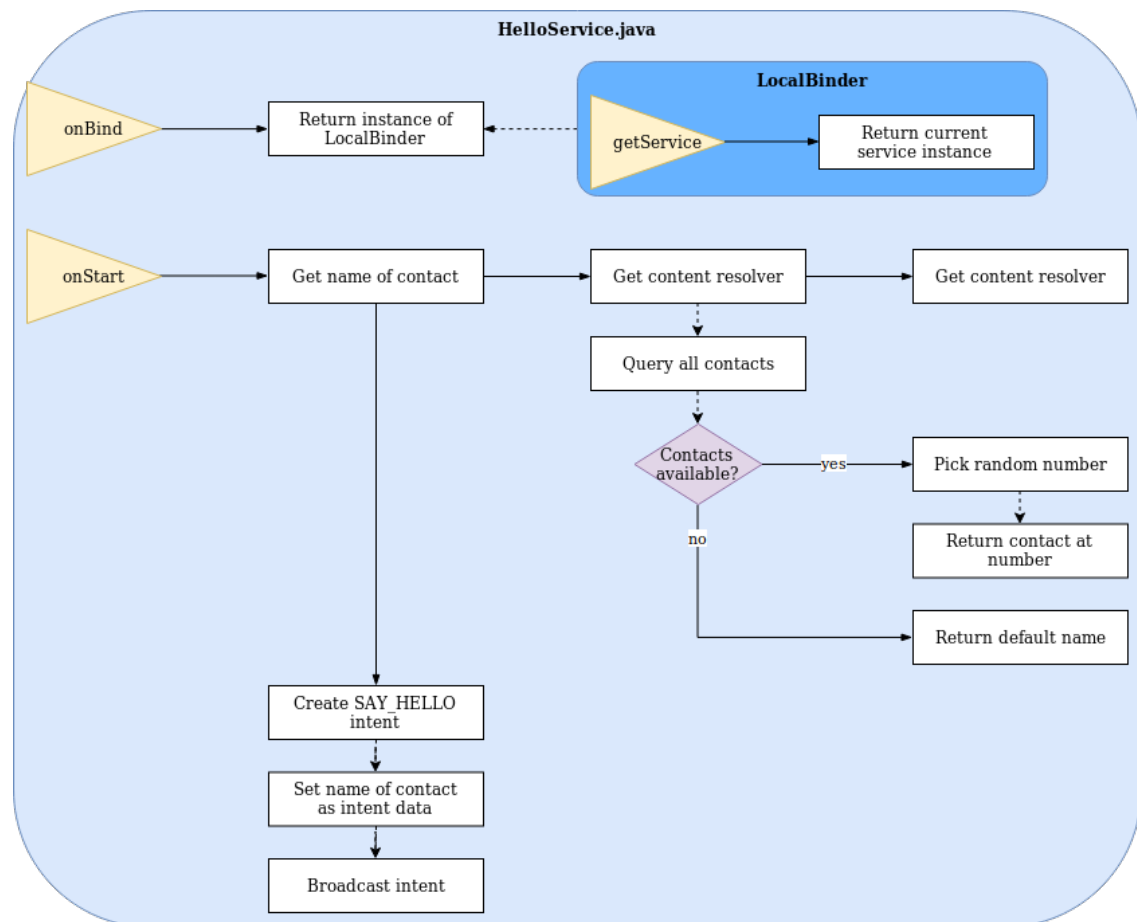 HelloService.java
LocalBinder
onBind
Return instance of
LocalBinder
getService
Return current
service instance
onStart
Get name of contact
Get content resolver
Get content resolver
Query all contacts
Contacts
available?
yes
Pick random number
no
Return contact at
number
Return default name
Create SAY_HELLO
intent
Set name of contact
as intent data
Broadcast intent